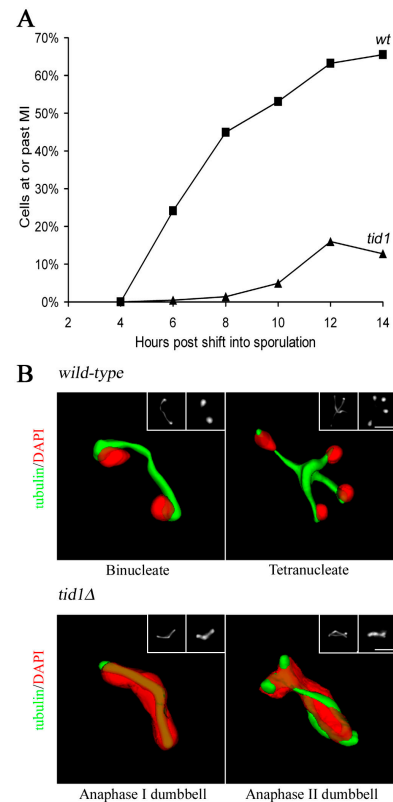 A
70%
60%
50%
40%
30%
20%
10%
0%
Cells at or past MI
wt
tid1
2 4 6 8 10 12 14
Hours post shift into sporulation
B
wild-type
tubulin/DAPI
Binucleate Tetranucleate
tid1Δ
tubulin/DAPI
Anaphase I dumbbell Anaphase II dumbbell